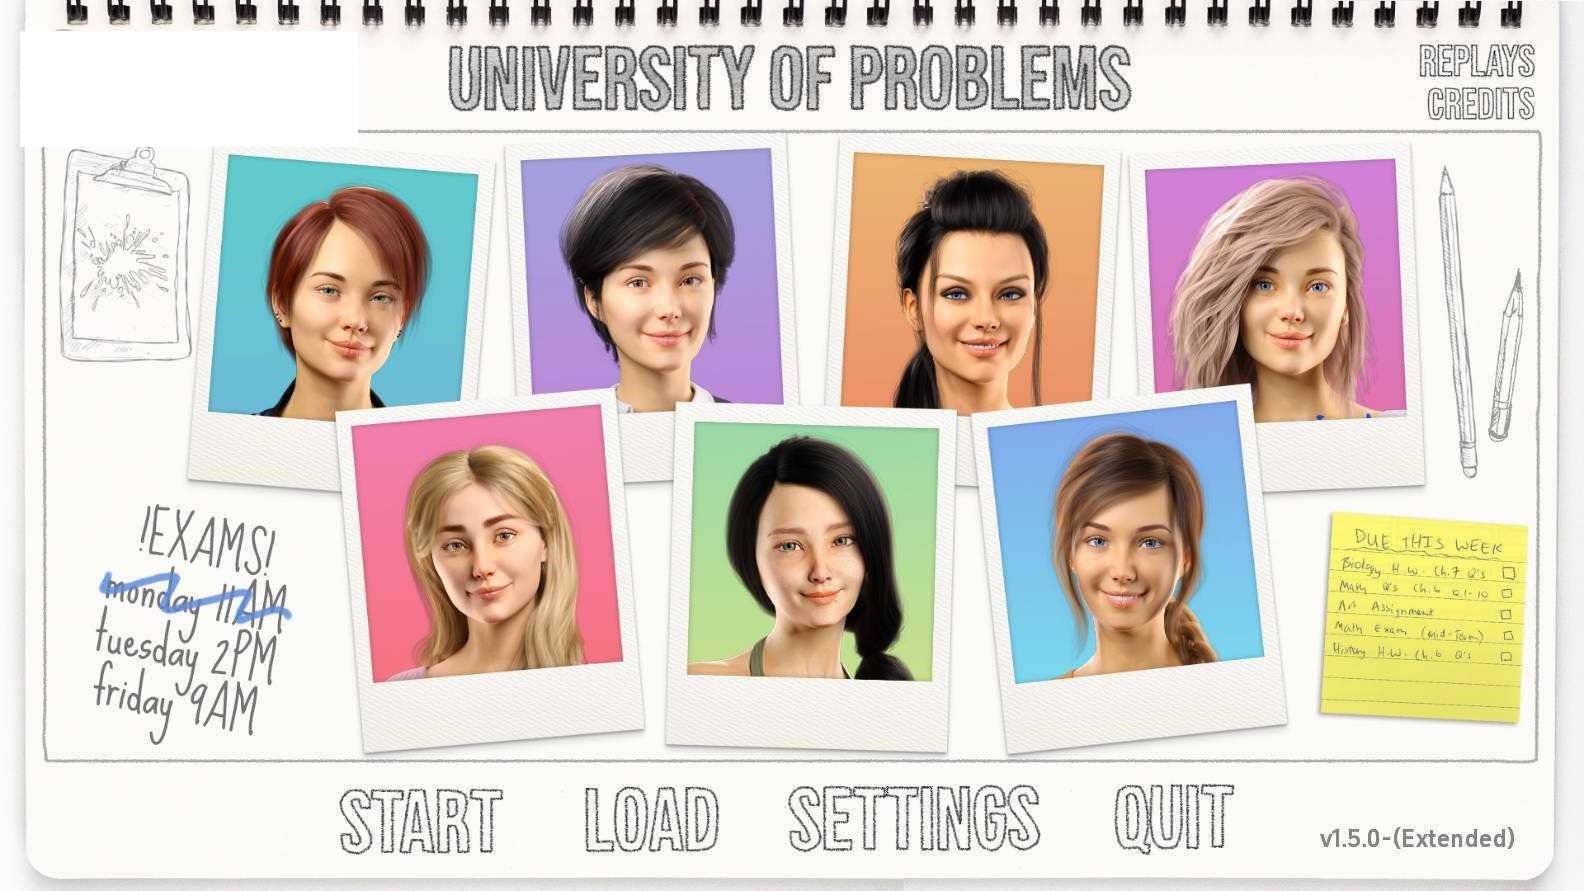 UNIVERSITY OF PROBLEMS
REPLAYS
CREDITS
!EXAMS!
monday 11AM
tuesday 2PM
friday 9AM
DUE THIS WEEK
Biology H.W. Ch.7 Q's
Math Q's Ch.6 Q.1-10
Art Assignment
Math Exam (Mid-Term)
History H.W. Ch.6 Q's
START
LOAD
SETTINGS
QUIT
v1.5.0-(Extended)